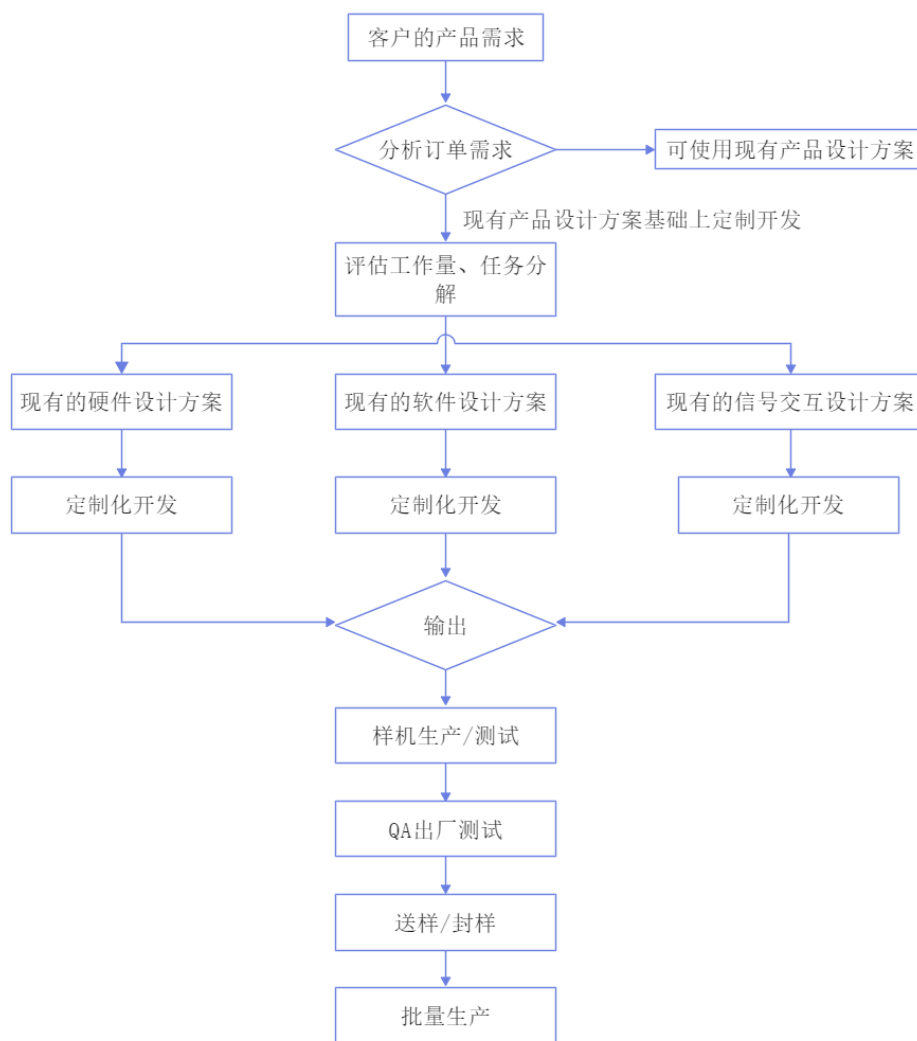 客户的产品需求
分析订单需求
可使用现有产品设计方案
现有产品设计方案基础上定制开发
评估工作量、任务分
解
现有的硬件设计方案
现有的软件设计方案
现有的信号交互设计方案
定制化开发
定制化开发
定制化开发
输出
样机生产/测试
QA出厂测试
送样/封样
批量生产